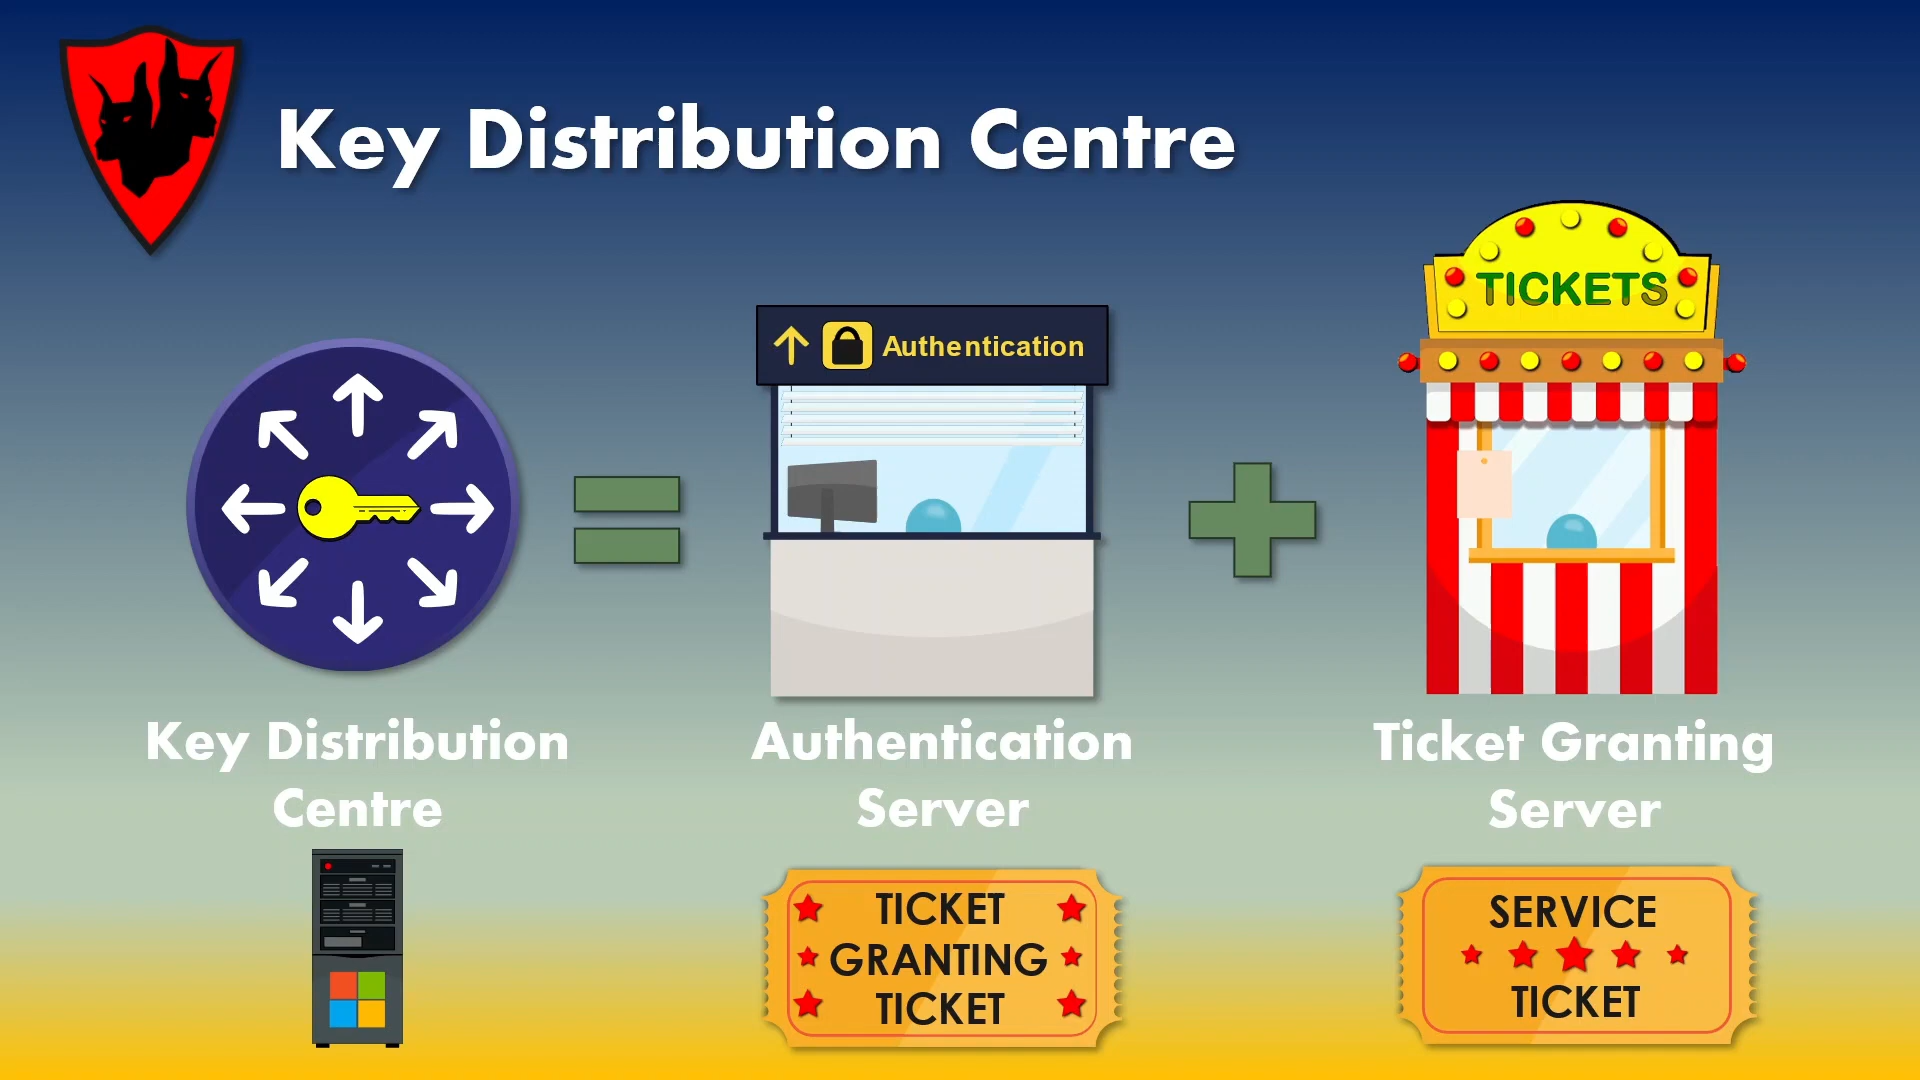 Key Distribution Centre
TICKETS
Authentication
Key Distribution
Centre
Authentication
Server
Ticket Granting
Server
TICKET
GRANTING
TICKET
SERVICE
TICKET